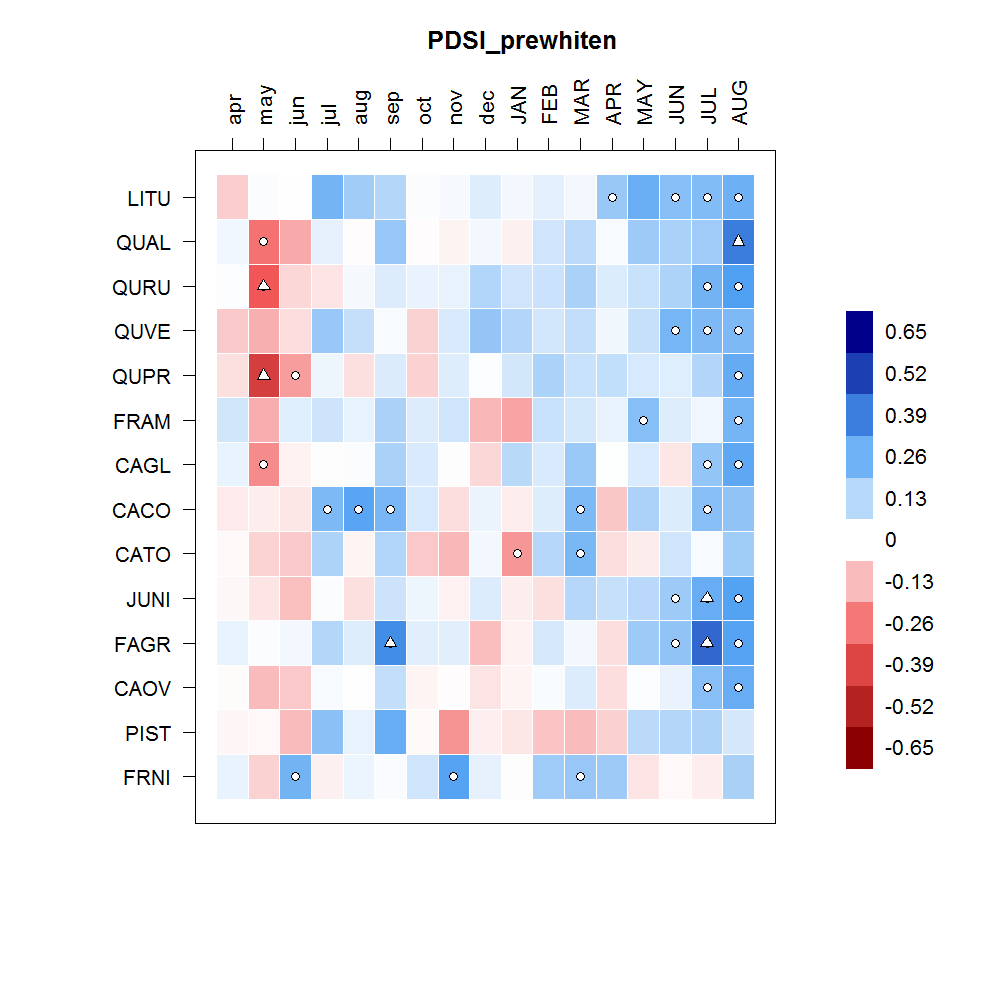 PDSI_prewhiten
apr may jun jul aug sep oct nov dec JAN FEB MAR APR MAY JUN JUL AUG
LITU
QUAL
QURU
QUVE
QUPR
FRAM
CAGL
CACO
CATO
JUNI
FAGR
CAOV
PIST
FRNI
0.65
0.52
0.39
0.26
0.13
0
-0.13
-0.26
-0.39
-0.52
-0.65